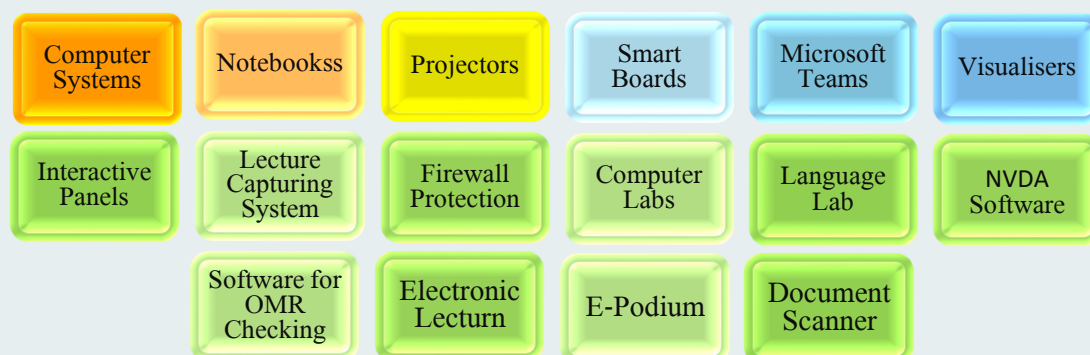 Computer
Systems
Notebookss
Projectors
Smart
Boards
Microsoft
Teams
Visualisers
Interactive
Panels
Lecture
Capturing
System
Firewall
Protection
Computer
Labs
Language
Lab
NVDA
Software
Software for
OMR
Checking
Electronic
Lecturn
E-Podium
Document
Scanner